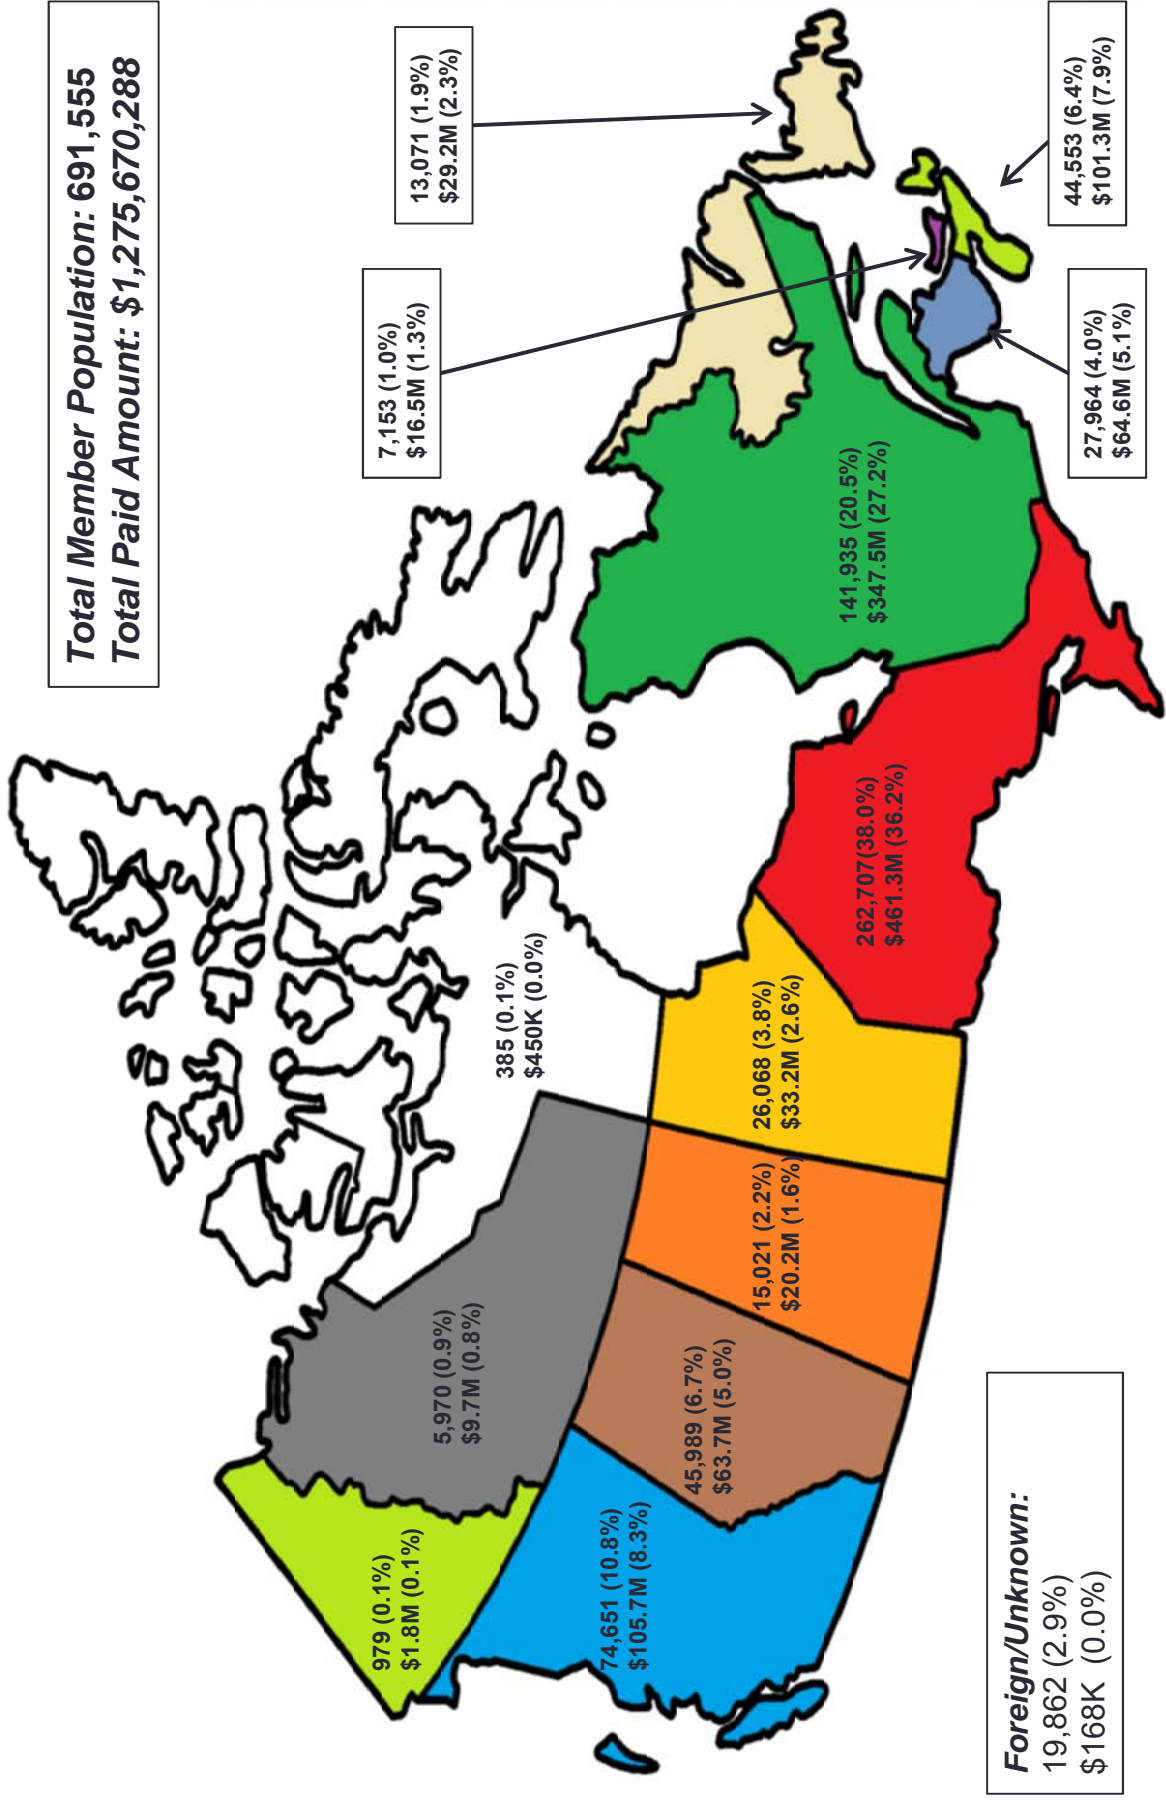 Total Member Population: 691,555
Total Paid Amount: $1,275,670,288
13,071 (1.9%)
$29.2M (2.3%)
7,153 (1.0%)
$16.5M (1.3%)
979 (0.1%)
$1.8M (0.1%)
5,970 (0.9%)
$9.7M (0.8%)
385 (0.1%)
$450K (0.0%)
74,651 (10.8%)
$105.7M (8.3%)
45,989 (6.7%)
$63.7M (5.0%)
15,021 (2.2%)
$20.2M (1.6%)
26,068 (3.8%)
$33.2M (2.6%)
262,707(38.0%)
$461.3M (36.2%)
141,935 (20.5%)
$347.5M (27.2%)
44,553 (6.4%)
$101.3M (7.9%)
27,964 (4.0%)
$64.6M (5.1%)
Foreign/Unknown:
19,862 (2.9%)
$168K (0.0%)